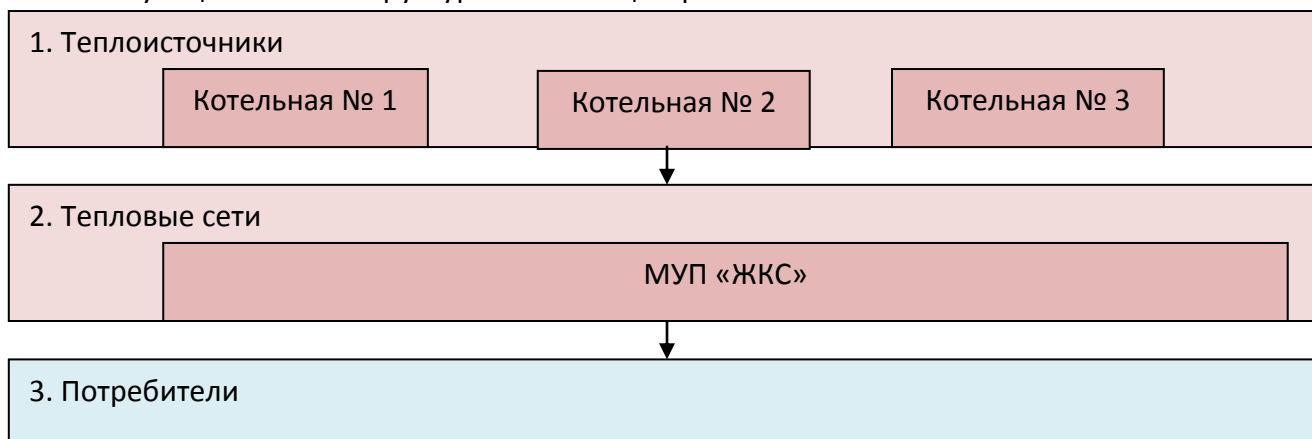 1. Теплоисточники
Котельная № 1
Котельная № 2
Котельная № 3
2. Тепловые сети
МУП «ЖКС»
3. Потребители